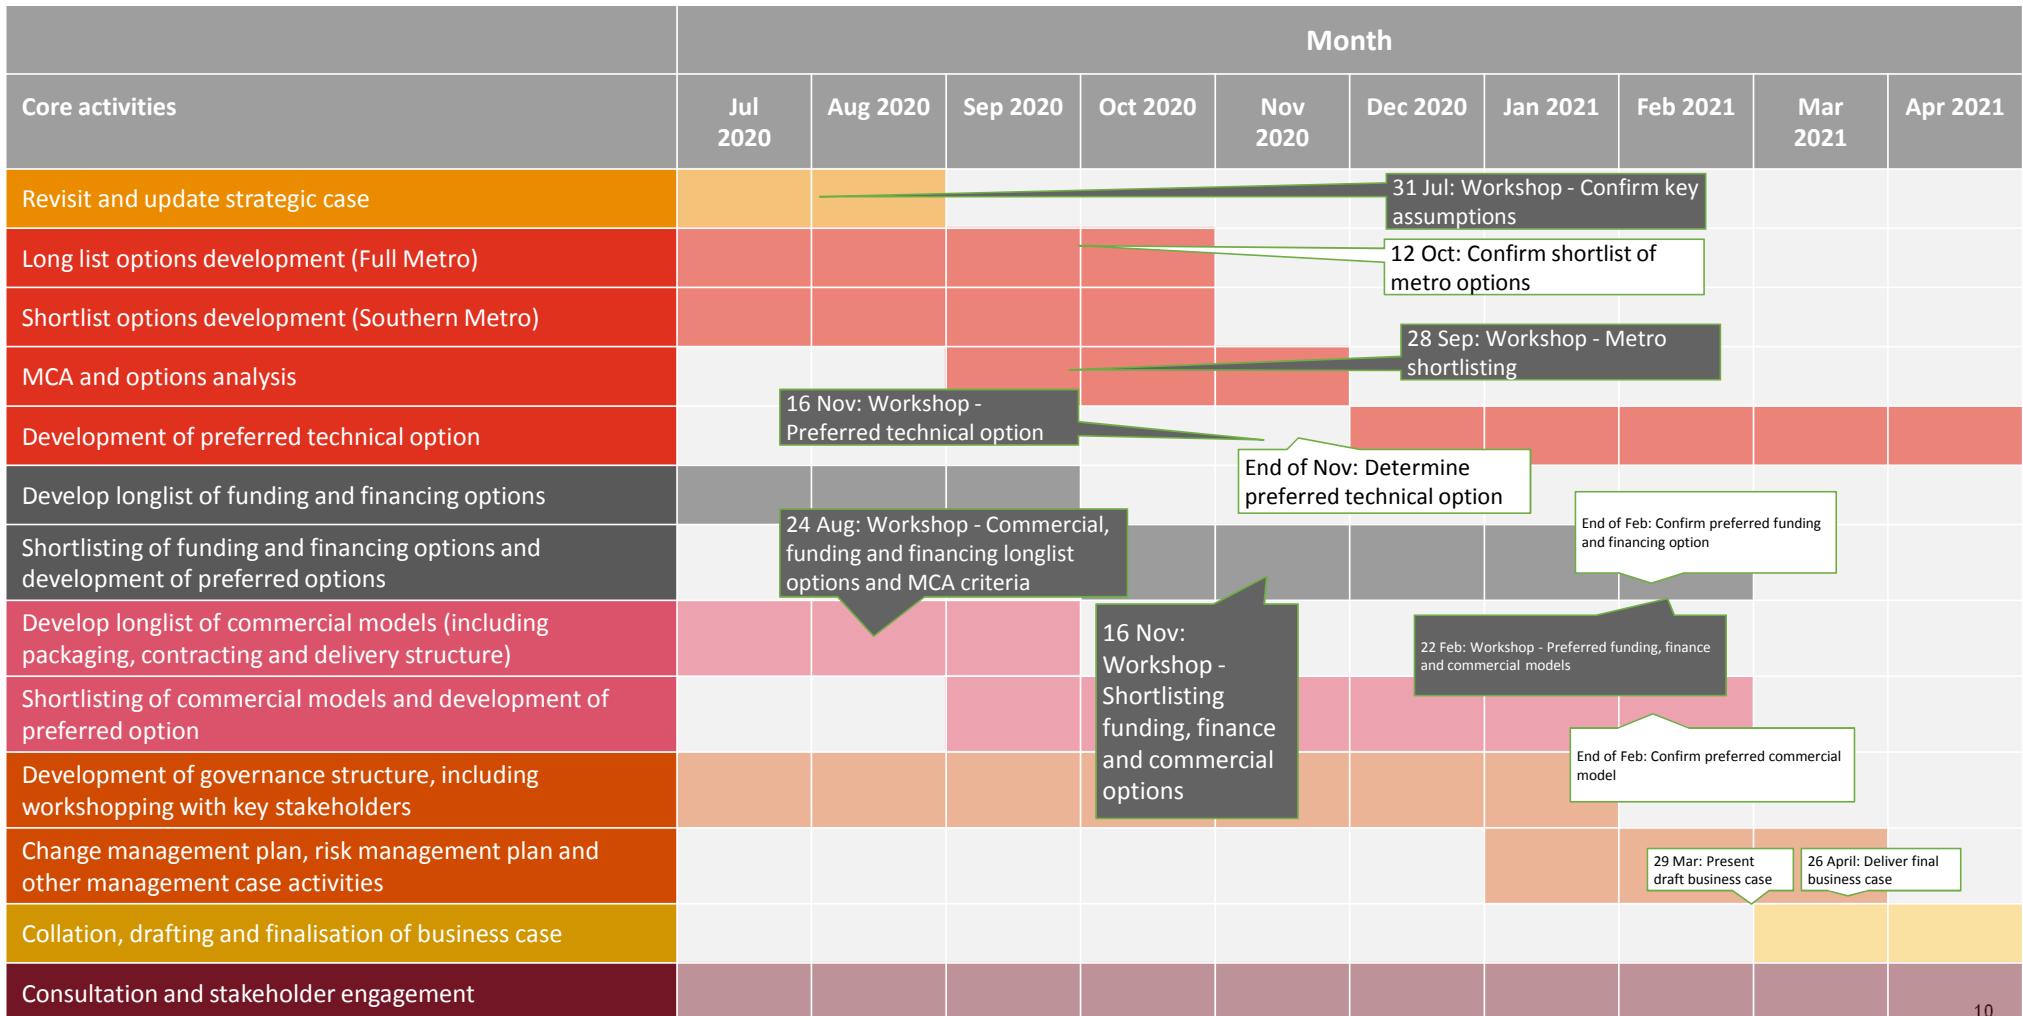 Month
Core activities
Jul
2020
Aug 2020
Sep 2020
Oct 2020
Nov
2020
Dec 2020
Jan 2021
Feb 2021
Mar
2021
Apr 2021
Revisit and update strategic case
31 Jul: Workshop - Confirm key
assumptions
Long list options development (Full Metro)
12 Oct: Confirm shortlist of
metro options
Shortlist options development (Southern Metro)
28 Sep: Workshop - Metro
shortlisting
MCA and options analysis
16 Nov: Workshop -
Preferred technical option
Development of preferred technical option
End of Nov: Determine
preferred technical option
Develop longlist of funding and financing options
24 Aug: Workshop - Commercial,
funding and financing longlist
options and MCA criteria
End of Feb: Confirm preferred funding
and financing option
Shortlisting of funding and financing options and
development of preferred options
Develop longlist of commercial models (including
packaging, contracting and delivery structure)
16 Nov:
Workshop -
Shortlisting
funding, finance
and commercial
options
22 Feb: Workshop - Preferred funding, finance
and commercial models
Shortlisting of commercial models and development of
preferred option
End of Feb: Confirm preferred commercial
model
Development of governance structure, including
workshopping with key stakeholders
Change management plan, risk management plan and
other management case activities
29 Mar: Present
draft business case
26 April: Deliver final
business case
Collation, drafting and finalisation of business case
Consultation and stakeholder engagement
10